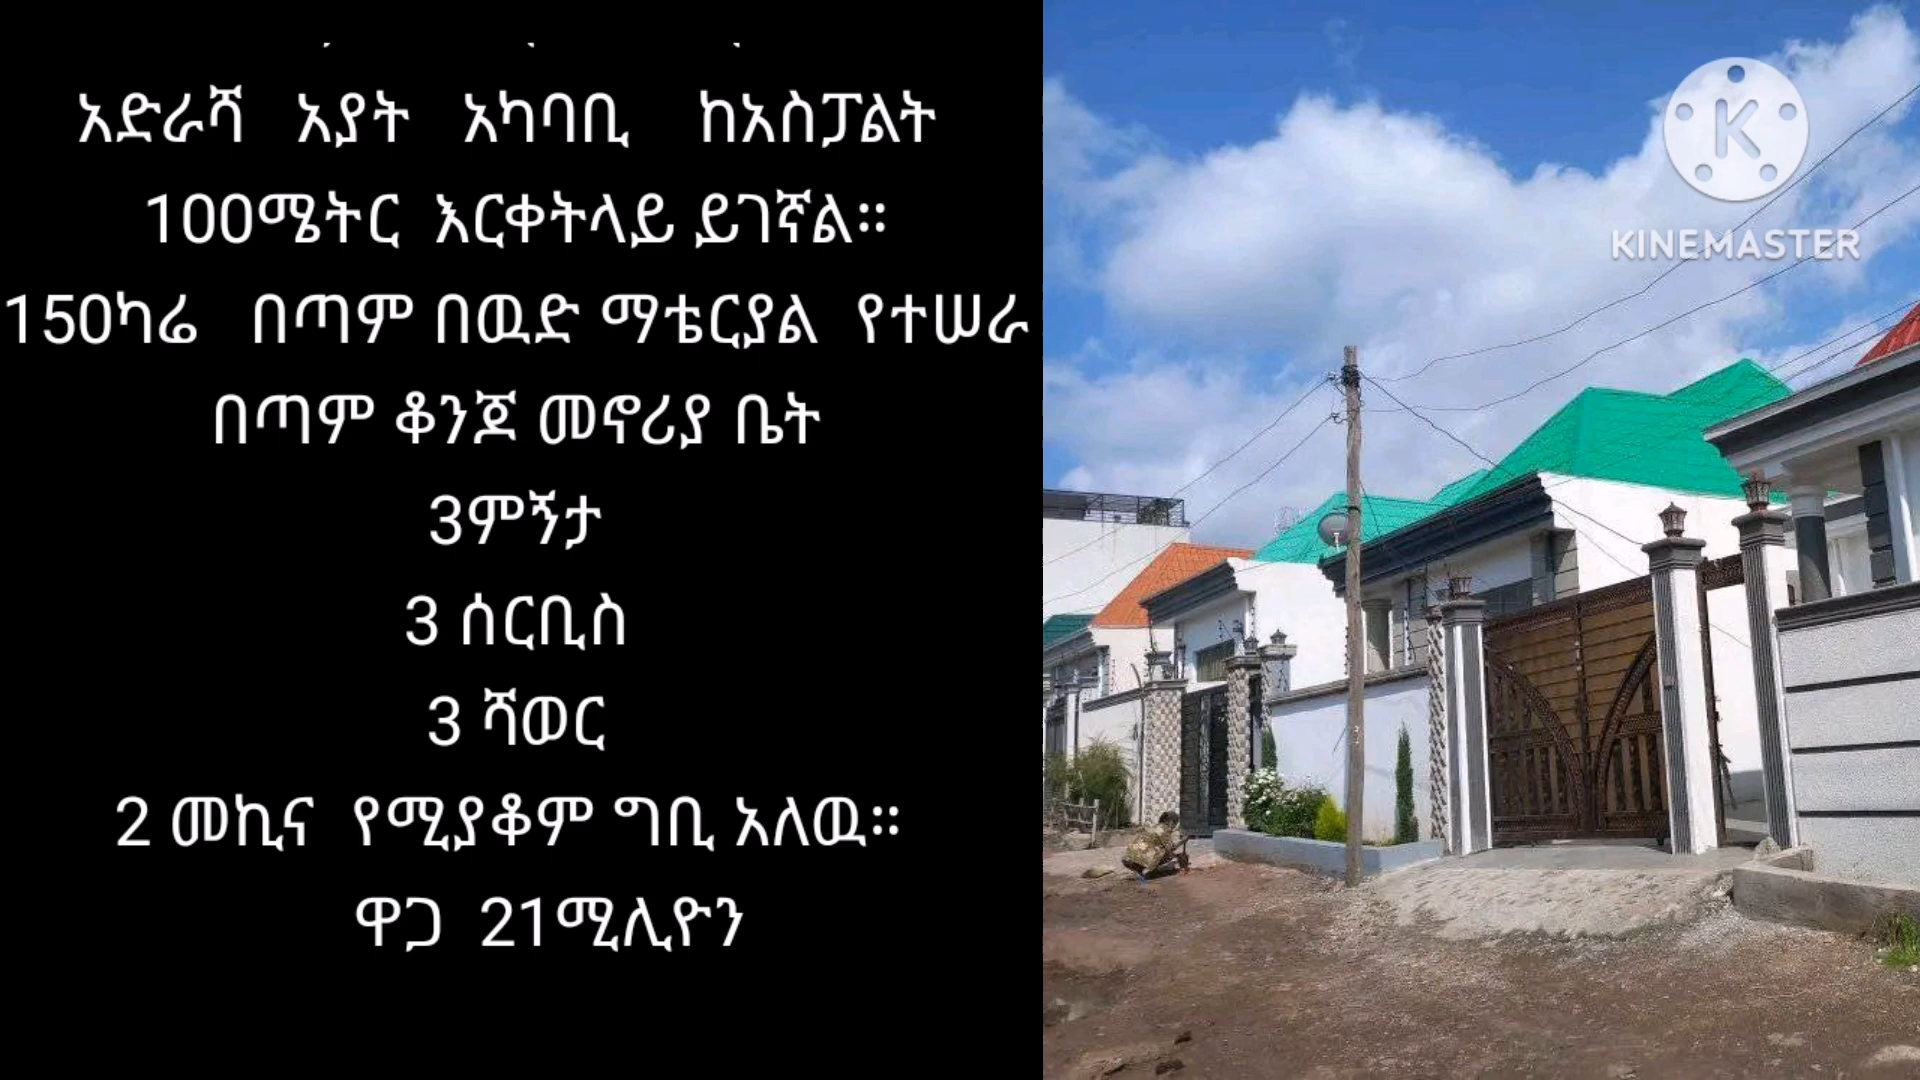 አድራሻ አያት አካባቢ ከአስፓልት
100ሜትር እርቀትላይ ይገኛል።
150ካሬ በጣም በዉድ ማቴርያል የተሠራ
በጣም ቆንጆ መኖሪያ ቤት
3ምኝታ
3 ሰርቢስ
3 ሻወር
2 መኪና የሚያቆም ግቢ አለዉ።
ዋጋ 21ሚሊዮን
K
KINEMASTER